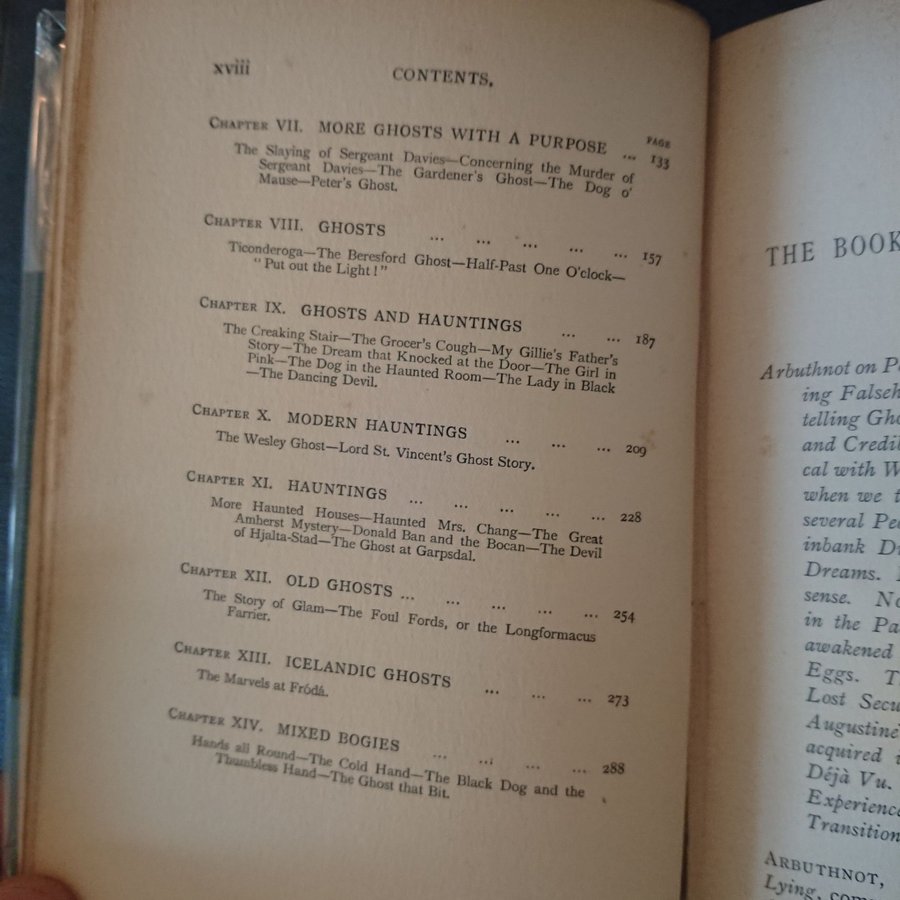 xviii
CONTENTS.
PAGE
CHAPTER VII. MORE GHOSTS WITH A PURPOSE ... 133
The Slaying of Sergeant Davies—Concerning the Murder of
Sergeant Davies—The Gardener's Ghost—The Dog o'
Mause—Peter's Ghost.
CHAPTER VIII. GHOSTS ... ... ... ... ... 157
Ticonderoga—The Beresford Ghost—Half-Past One O'clock—
"Put out the Light!"
CHAPTER IX. GHOSTS AND HAUNTINGS ... ... 187
The Creaking Stair—The Grocer's Cough—My Gillie's Father's
Story—The Dream that Knocked at the Door—The Girl in
Pink—The Dog in the Haunted Room—The Lady in Black
—The Dancing Devil.
CHAPTER X. MODERN HAUNTINGS ... ... ... 209
The Wesley Ghost—Lord St. Vincent's Ghost Story.
CHAPTER XI. HAUNTINGS ... ... ... ... ... 228
More Haunted Houses—Haunted Mrs. Chang—The Great
Amherst Mystery—Donald Ban and the Bocan—The Devil
of Hjalta-Stad—The Ghost at Garpsdal.
CHAPTER XII. OLD GHOSTS ... ... ... ... ... 254
The Story of Glam—The Foul Fords, or the Longformacus
Farrier.
CHAPTER XIII. ICELANDIC GHOSTS ... ... ... 273
The Marvels at Fródá.
CHAPTER XIV. MIXED BOGIES ... ... ... ... 288
Hands all Round—The Cold Hand—The Black Dog and the
Thumbless Hand—The Ghost that Bit.
THE BOOK
Arbuthnot on P
ing Falseh
telling Gho
and Credib
cal with W
when we t
several Peo
inbank D
Dreams.
sense. No
in the Pa
awakened
Eggs. T
Lost Secu
Augustine'
acquired
Déjà Vu.
Experience
Transition
ARBUTHNOT,
Lying, com